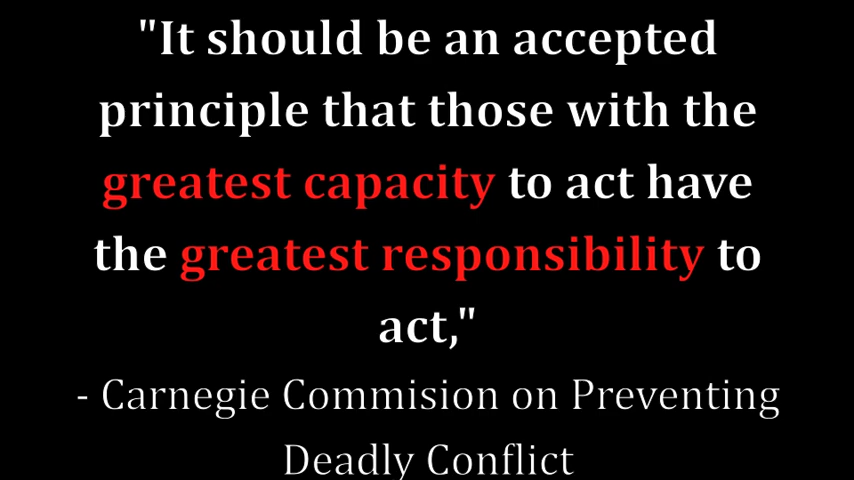 "It should be an accepted
principle that those with the
greatest capacity to act have
the greatest responsibility to
act,"
- Carnegie Commision on Preventing
Deadly Conflict